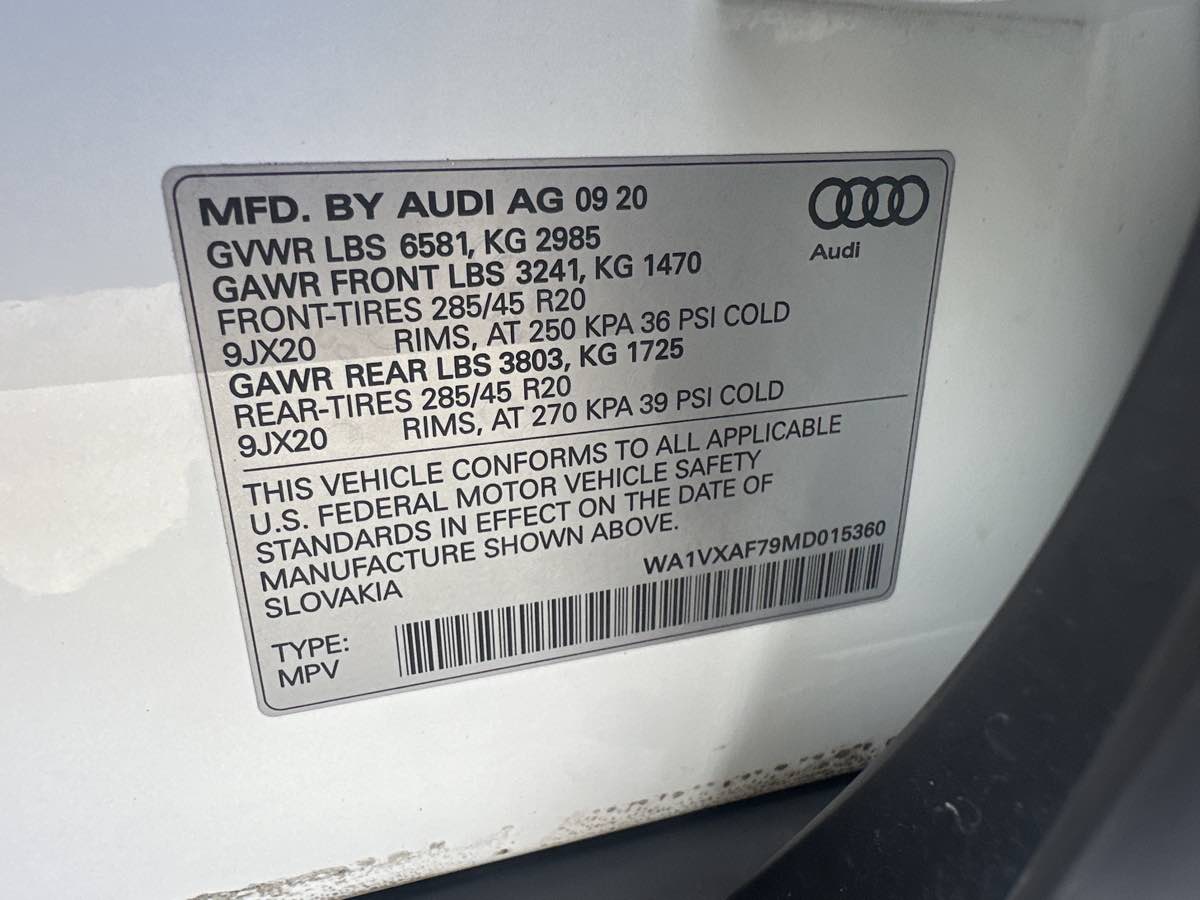 MFD. BY AUDI AG 09 20
Audi
GVWR LBS 6581, KG 2985
GAWR FRONT LBS 3241, KG 1470
FRONT-TIRES 285/45 R20
9JX20 RIMS, AT 250 KPA 36 PSI COLD
GAWR REAR LBS 3803, KG 1725
REAR-TIRES 285/45 R20
9JX20 RIMS, AT 270 KPA 39 PSI COLD
THIS VEHICLE CONFORMS TO ALL APPLICABLE
U.S. FEDERAL MOTOR VEHICLE SAFETY
STANDARDS IN EFFECT ON THE DATE OF
MANUFACTURE SHOWN ABOVE.
SLOVAKIA
WA1VXAF79MD015360
TYPE:
MPV